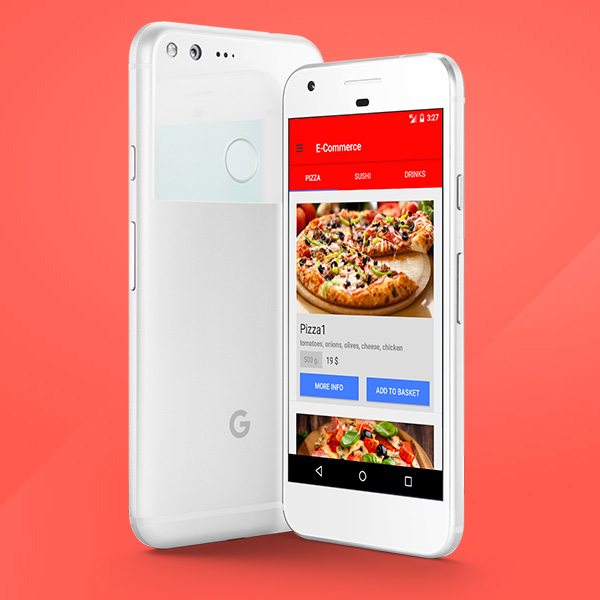 3:27
E-Commerce
PIZZA SUSHI DRINKS
Pizza1
tomatoes, onions, olives, cheese, chicken
500 g. 19 $
MORE INFO ADD TO BASKET
G